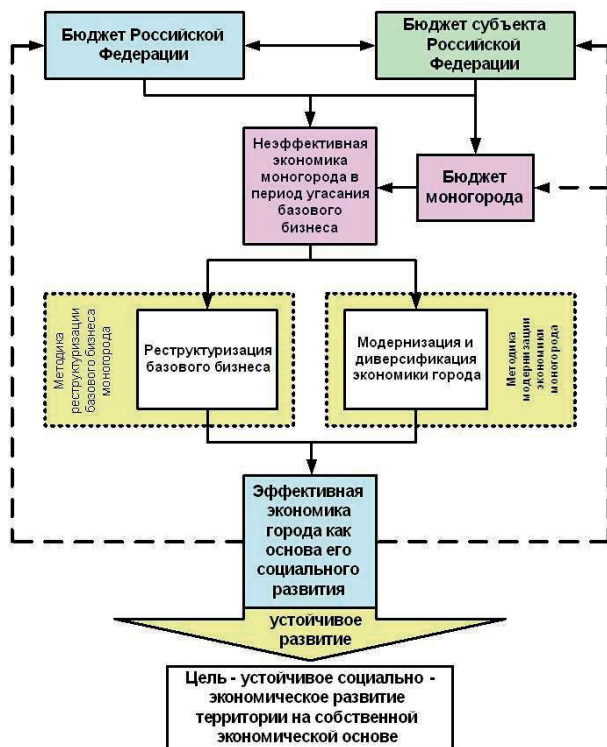 Бюджет Российской
Федерации
Бюджет субъекта
Российской
Федерации
Неэффективная
экономика
моногорода в
период угасания
базового
бизнеса
Бюджет
моногорода
Методика
реструктуризации
базового бизнеса
моногорода
Реструктуризация
базового бизнеса
Модернизация и
диверсификация
экономики города
Методика
модернизации
экономики
моногорода
Эффективная
экономика
города как
основа его
социального
развития
устойчивое
развитие
Цель - устойчивое социально -
экономическое развитие
территории на собственной
экономической основе